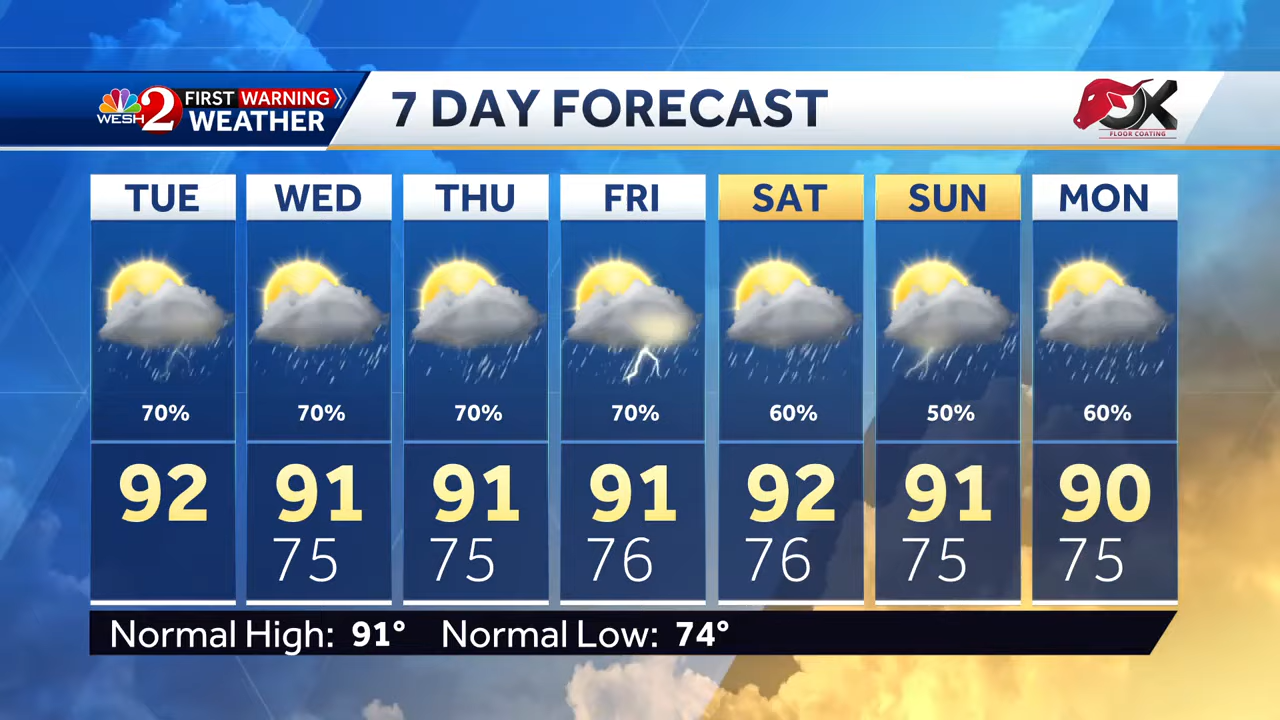 WESH 2 FIRST WARNING WEATHER
7 DAY FORECAST
OX
FLOOR COATING
TUE WED THU FRI SAT SUN MON
70% 70% 70% 70% 60% 50% 60%
92 91 91 91 92 91 90
75 75 76 76 75 75
Normal High: 91° Normal Low: 74°